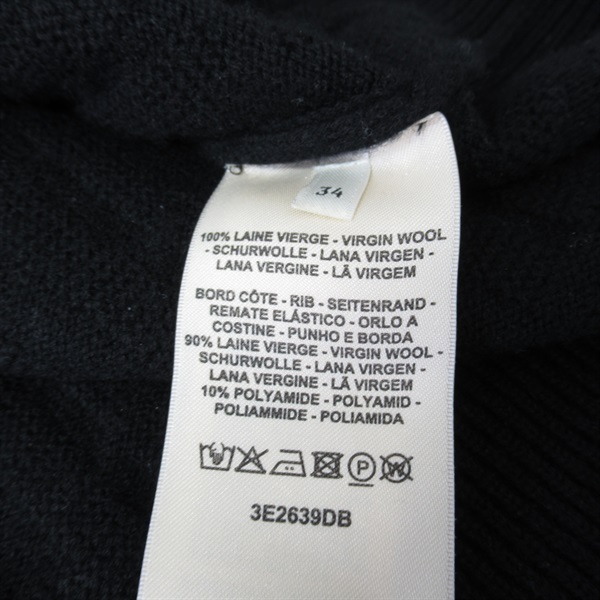 34
100% LAINE VIERGE - VIRGIN WOOL
- SCHURWOLLE - LANA VIRGEN -
LANA VERGINE - LÃ VIRGEM
BORD CÔTE - RIB - SEITENRAND -
REMATE ELÁSTICO - ORLO A
COSTINE - PUNHO E BORDA
90% LAINE VIERGE - VIRGIN WOOL -
SCHURWOLLE - LANA VIRGEN -
LANA VERGINE - LÃ VIRGEM
10% POLYAMIDE - POLYAMID -
POLIAMMIDE - POLIAMIDA
P W
3E2639DB